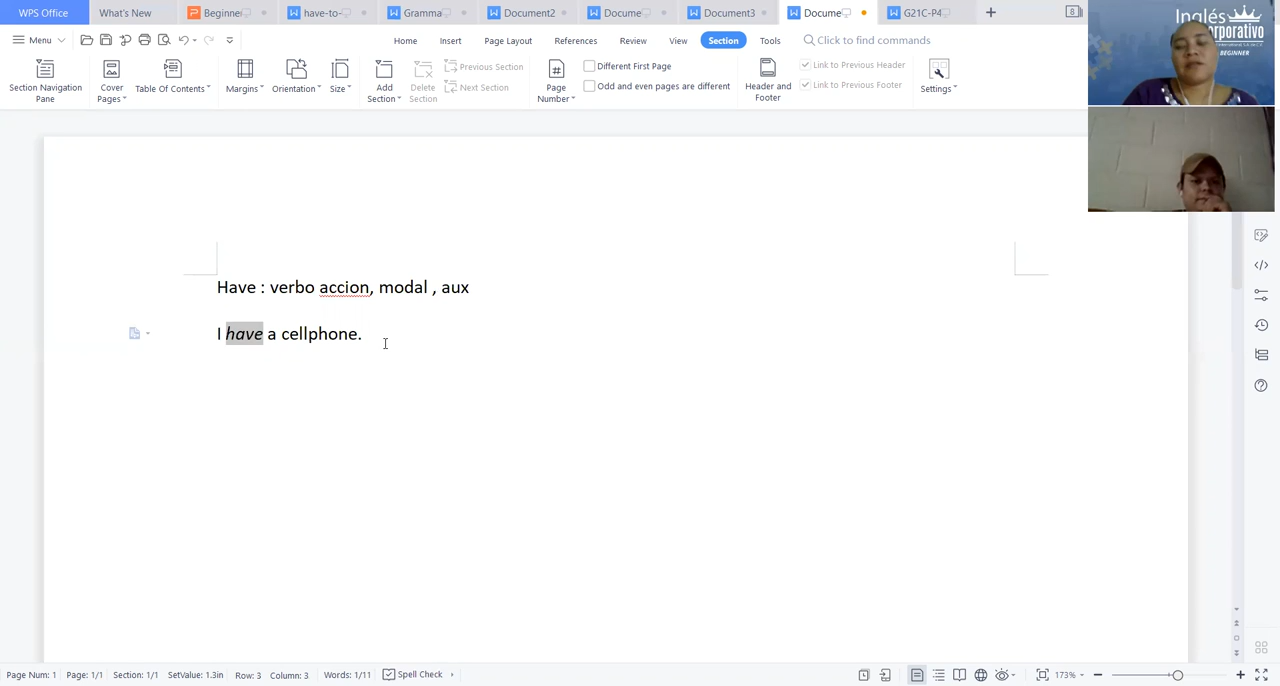 WPS Office What's New Beginne have-to- Gramma Document2 Docume Document3 Docume G21C-P4
Menu Home Insert Page Layout References Review View Section Tools Click to find commands
Section Navigation Pane Cover Pages Table Of Contents Margins Orientation Size Add Section Delete Section Previous Section Next Section Page Number Different First Page Odd and even pages are different Header and Footer Link to Previous Header Link to Previous Footer Settings
Inglés
BEGINNER
Have : verbo accion, modal , aux
I have a cellphone.
Page Num: 1 Page: 1/1 Section: 1/1 SetValue: 1.3in Row: 3 Column: 3 Words: 1/11 Spell Check 173%